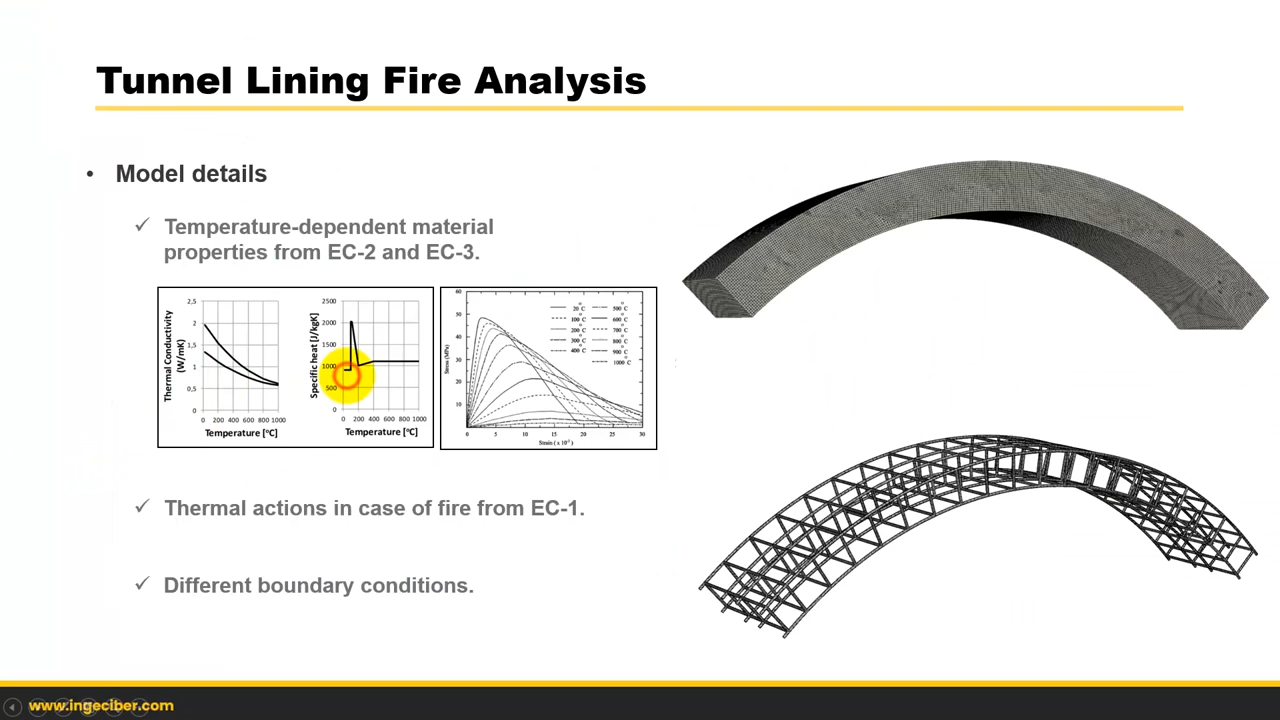 Tunnel Lining Fire Analysis
• Model details
✓ Temperature-dependent material
properties from EC-2 and EC-3.
Thermal Conductivity
(W/mK)
2,5
2
1,5
1
0,5
0
0 200 400 600 800 1000
Temperature [°C]
Specific heat [J/kgK]
2500
2000
1500
1000
500
0
0 200 400 600 800 1000
Temperature [°C]
Stress (MPa)
60
50
40
30
20
10
20 °C
100 °C
200 °C
300 °C
400 °C
500 °C
600 °C
700 °C
800 °C
900 °C
1000 °C
0 5 10 15 20 25 30
Strain ( x 10⁻³)
✓ Thermal actions in case of fire from EC-1.
✓ Different boundary conditions.
www.ingeciber.com